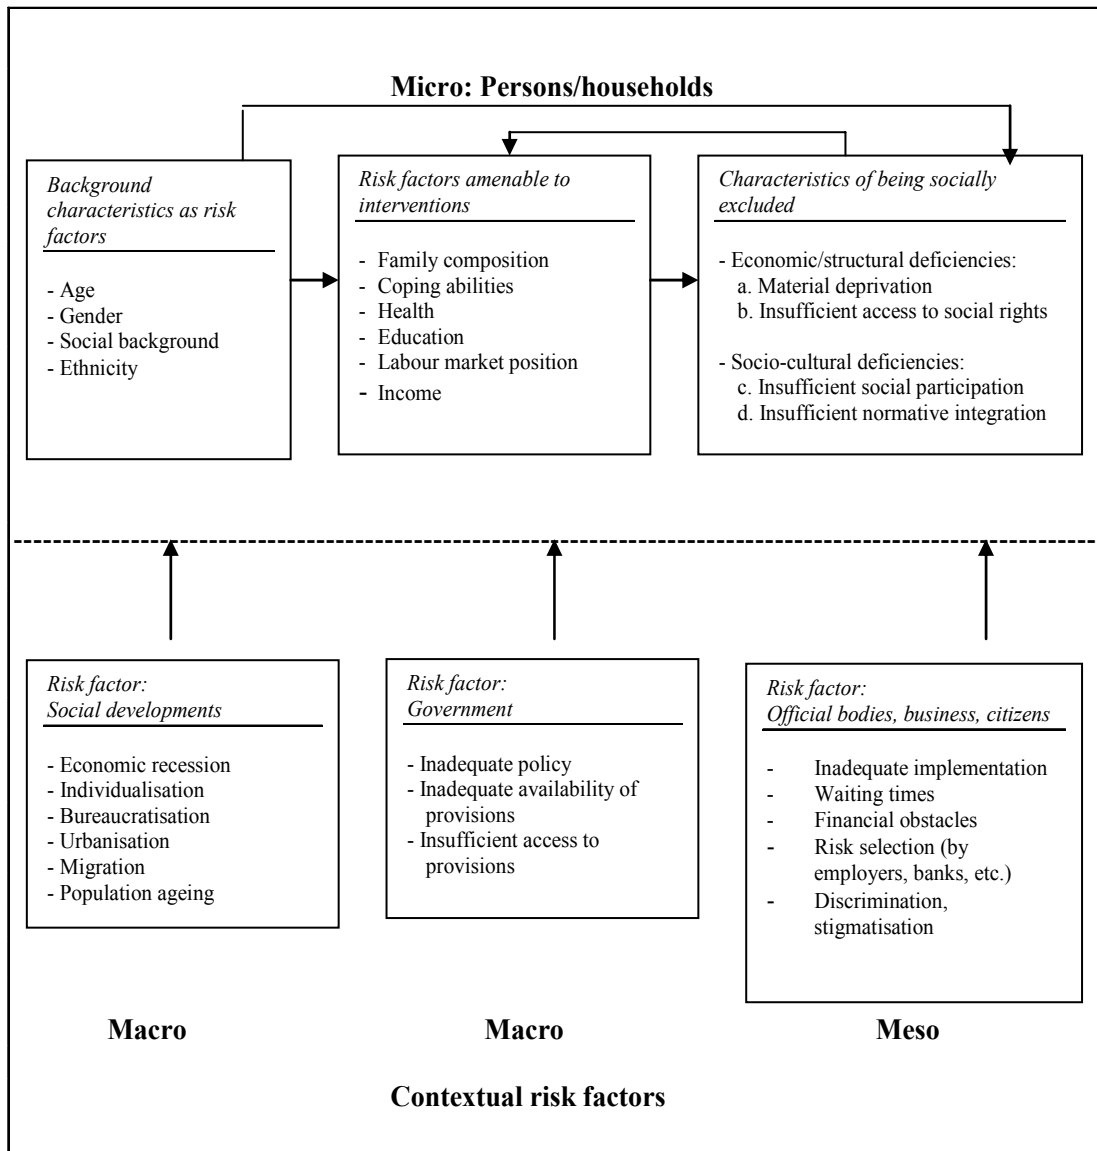 Micro: Persons/households
Background
characteristics as risk
factors
- Age
- Gender
- Social background
- Ethnicity
Risk factors amenable to
interventions
- Family composition
- Coping abilities
- Health
- Education
- Labour market position
- Income
Characteristics of being socially
excluded
- Economic/structural deficiencies:
a. Material deprivation
b. Insufficient access to social rights
- Socio-cultural deficiencies:
c. Insufficient social participation
d. Insufficient normative integration
Risk factor:
Social developments
- Economic recession
- Individualisation
- Bureaucratisation
- Urbanisation
- Migration
- Population ageing
Risk factor:
Government
- Inadequate policy
- Inadequate availability of
provisions
- Insufficient access to
provisions
Risk factor:
Official bodies, business, citizens
- Inadequate implementation
- Waiting times
- Financial obstacles
- Risk selection (by
employers, banks, etc.)
- Discrimination,
stigmatisation
Macro
Macro
Meso
Contextual risk factors